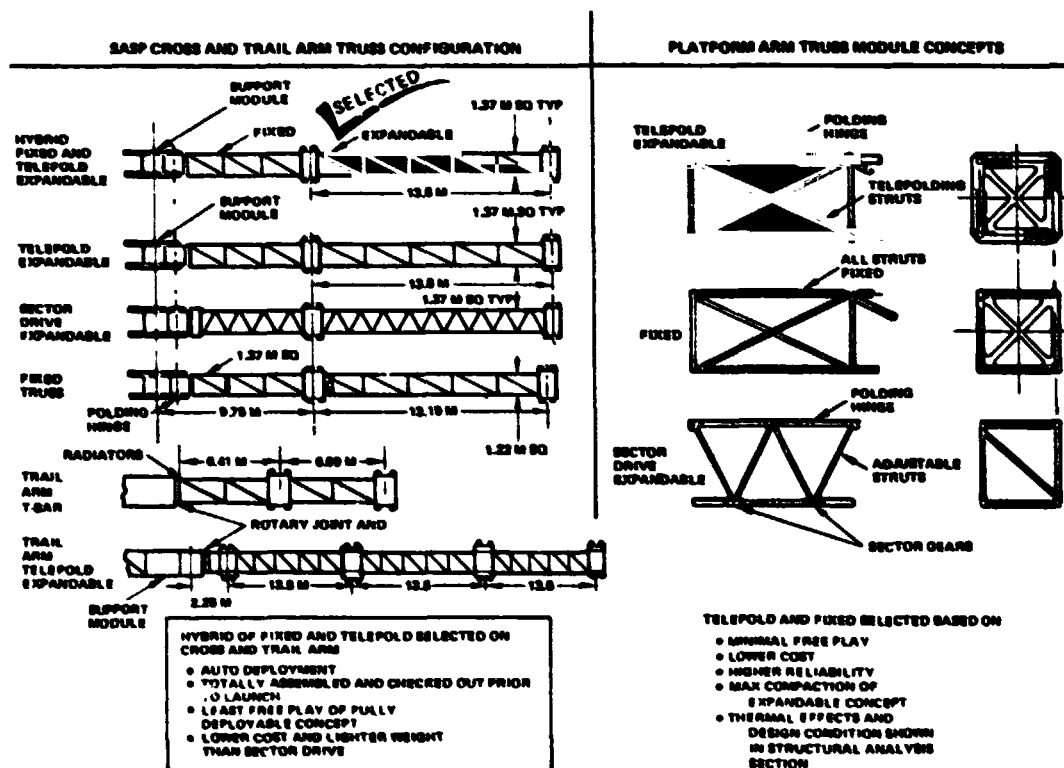 SASP CROSS AND TRAIL ARM TRUSS CONFIGURATION
SUPPORT
MODULE
SELECTED
1.37 M SQ TYP
HYBRID
FIXED AND
TELEFOLD
EXPANDABLE
FIXED
EXPANDABLE
13.8 M
SUPPORT
MODULE
1.37 M SQ TYP
TELEFOLD
EXPANDABLE
13.8 M
1.37 M SQ TYP
SECTOR
DRIVE
EXPANDABLE
1.37 M SQ
FIXED
TRUSS
FOLDING
HINGE
9.75 M
13.19 M
1.22 M SQ
RADIATORS
6.41 M
TRAIL
ARM
T-BAR
ROTARY JOINT AND
TRAIL
ARM
TELEFOLD
EXPANDABLE
13.8 M
13.8
13.8
2.25 M
SUPPORT
MODULE
HYBRID OF FIXED AND TELEFOLD SELECTED ON
CROSS AND TRAIL ARM
• AUTO DEPLOYMENT
• TOTALLY ASSEMBLED AND CHECKED OUT PRIOR
TO LAUNCH
• LEAST FREE PLAY OF FULLY
DEPLOYABLE CONCEPT
• LOWER COST AND LIGHTER WEIGHT
THAN SECTOR DRIVE
PLATFORM ARM TRUSS MODULE CONCEPTS
TELEFOLD
EXPANDABLE
FOLDING
HINGE
TELEFOLDING
STRUTS
ALL STRUTS
FIXED
FIXED
FOLDING
HINGE
SECTOR
DRIVE
EXPANDABLE
ADJUSTABLE
STRUTS
SECTOR GEARS
TELEFOLD AND FIXED SELECTED BASED ON
• MINIMAL FREE PLAY
• LOWER COST
• HIGHER RELIABILITY
• MAX COMPACTION OF
EXPANDABLE CONCEPT
• THERMAL EFFECTS AND
DESIGN CONDITION SHOWN
IN STRUCTURAL ANALYSIS
SECTION